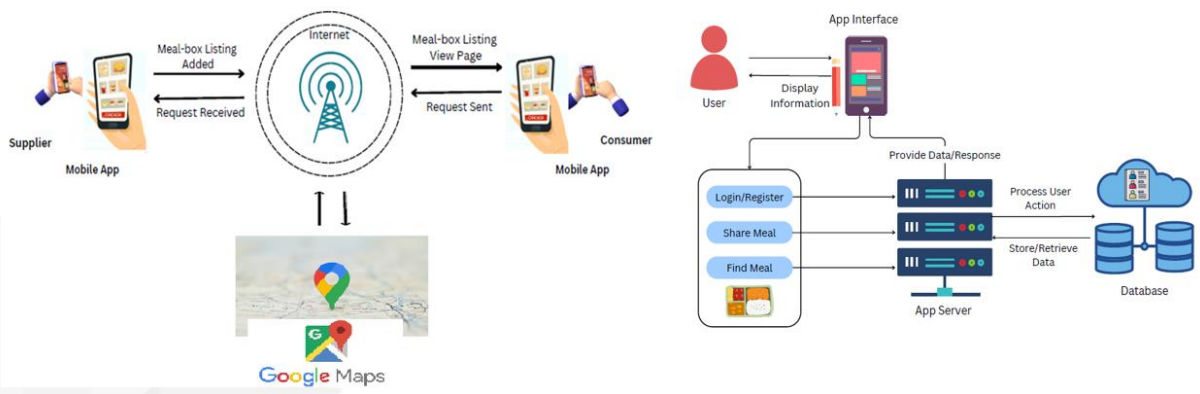 Meal-box Listing
Added
Request Received
Supplier
Mobile App
Internet
Meal-box Listing
View Page
Request Sent
Consumer
Mobile App
G
Google Maps
App Interface
User
Display
Information
Provide Data/Response
Login/Register
Share Meal
Find Meal
Process User
Action
Store/Retrieve
Data
App Server
Database